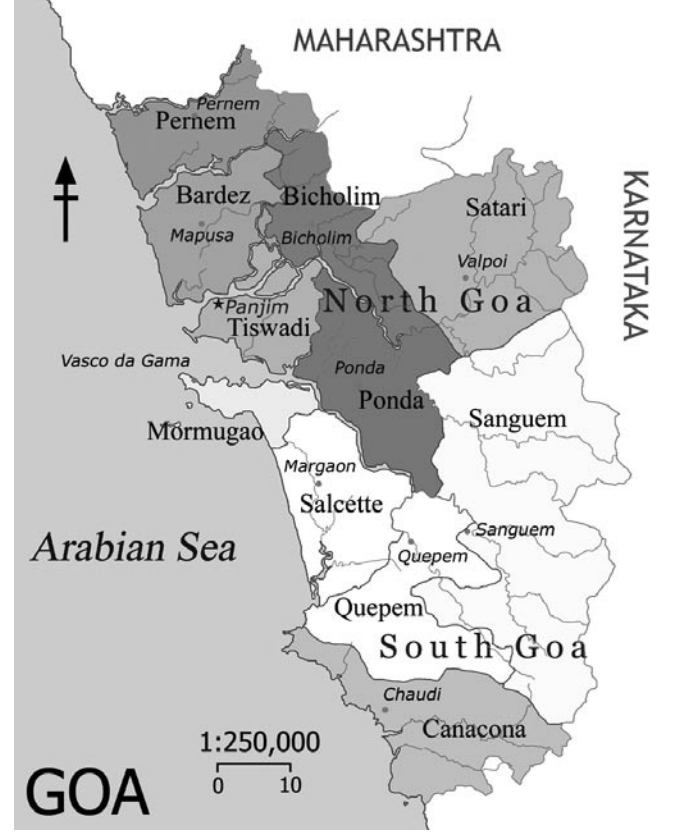 MAHARASHTRA
Pernem
Pernem
KARNATAKA
Bardez
Bicholim
Satari
Mapusa
Bicholim
Valpoi
North Goa
Panjim
Tiswadi
Vasco da Gama
Ponda
Ponda
Sanguem
Mormugao
Margaon
Salcette
Sanguem
Arabian Sea
Quepem
Quepem
South Goa
Chaudi
Canacona
1:250,000
0 10
GOA